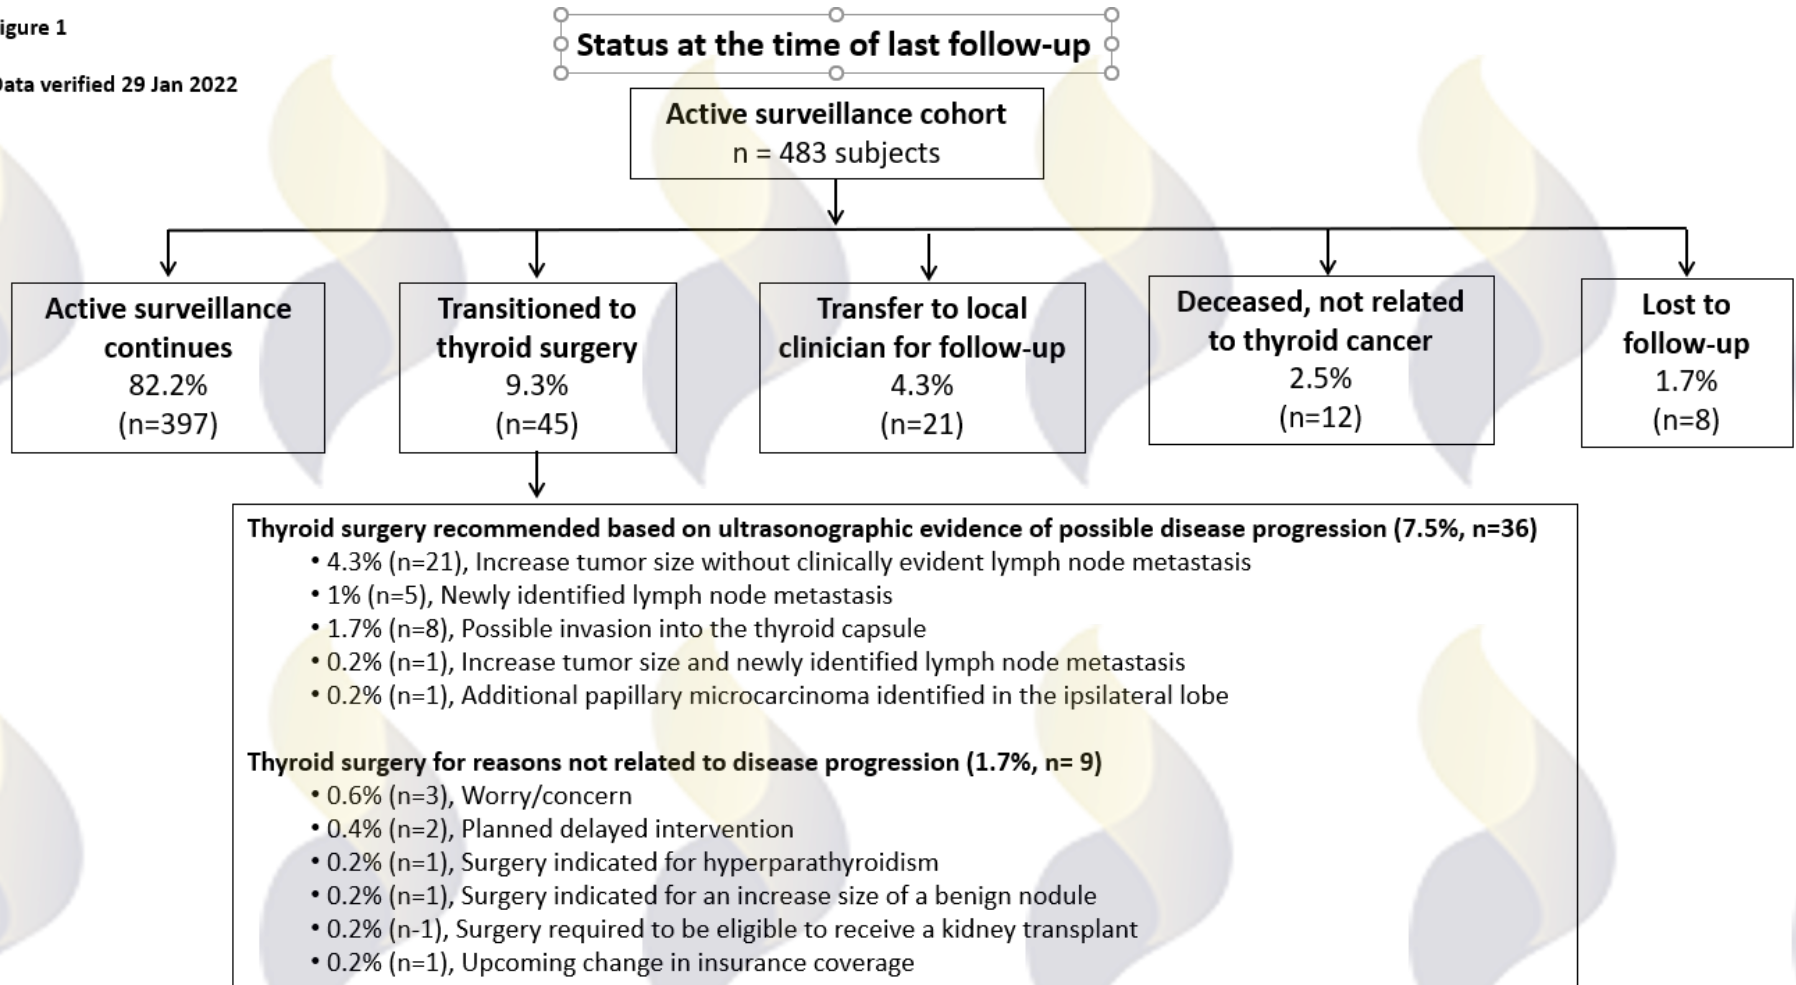 igure 1
Data verified 29 Jan 2022
Status at the time of last follow-up
Active surveillance cohort
n = 483 subjects
Active surveillance
continues
82.2%
(n=397)
Transitioned to
thyroid surgery
9.3%
(n=45)
Transfer to local
clinician for follow-up
4.3%
(n=21)
Deceased, not related
to thyroid cancer
2.5%
(n=12)
Lost to
follow-up
1.7%
(n=8)
Thyroid surgery recommended based on ultrasonographic evidence of possible disease progression (7.5%, n=36)
• 4.3% (n=21), Increase tumor size without clinically evident lymph node metastasis
• 1% (n=5), Newly identified lymph node metastasis
• 1.7% (n=8), Possible invasion into the thyroid capsule
• 0.2% (n=1), Increase tumor size and newly identified lymph node metastasis
• 0.2% (n=1), Additional papillary microcarcinoma identified in the ipsilateral lobe
Thyroid surgery for reasons not related to disease progression (1.7%, n= 9)
• 0.6% (n=3), Worry/concern
• 0.4% (n=2), Planned delayed intervention
• 0.2% (n=1), Surgery indicated for hyperparathyroidism
• 0.2% (n=1), Surgery indicated for an increase size of a benign nodule
• 0.2% (n-1), Surgery required to be eligible to receive a kidney transplant
• 0.2% (n=1), Upcoming change in insurance coverage